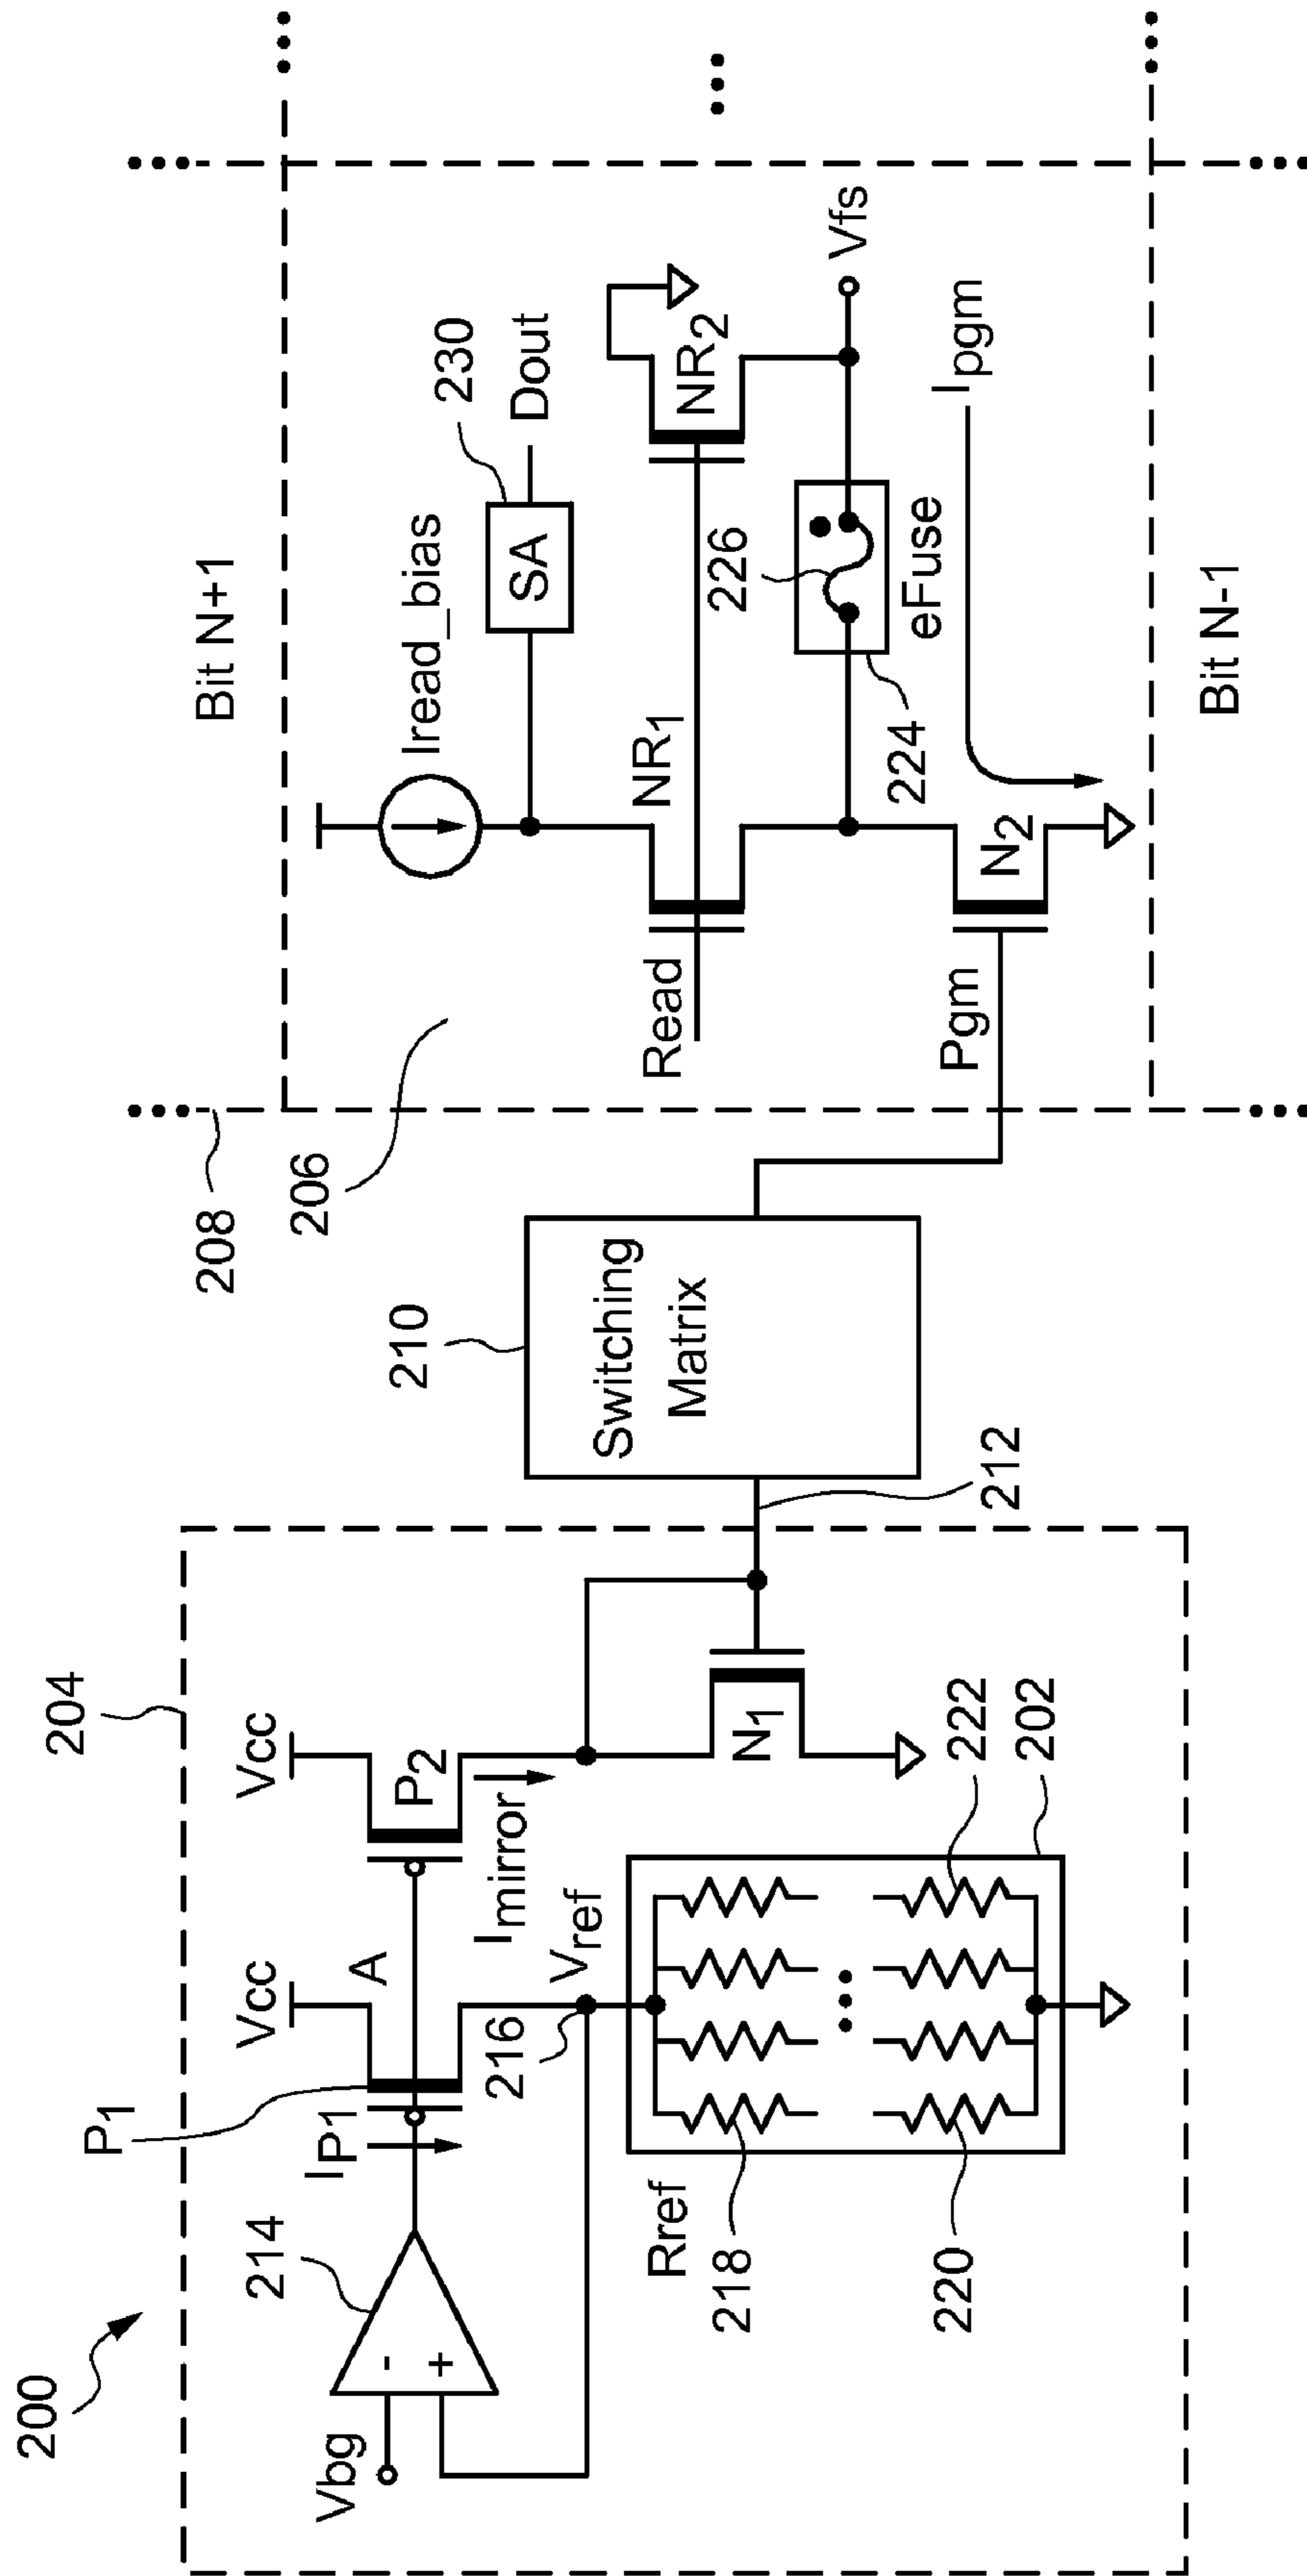 200
204
Vcc
Vcc
P1
A
P2
IP1
Imirror
214
-
+
Vbg
216
Vref
N1
Rref
218
220
222
202
212
210
Switching
Matrix
208
206
Bit N+1
Iread_bias
230
SA
Dout
Read
NR1
NR2
226
224
eFuse
Vfs
Pgm
N2
Ipgm
Bit N-1